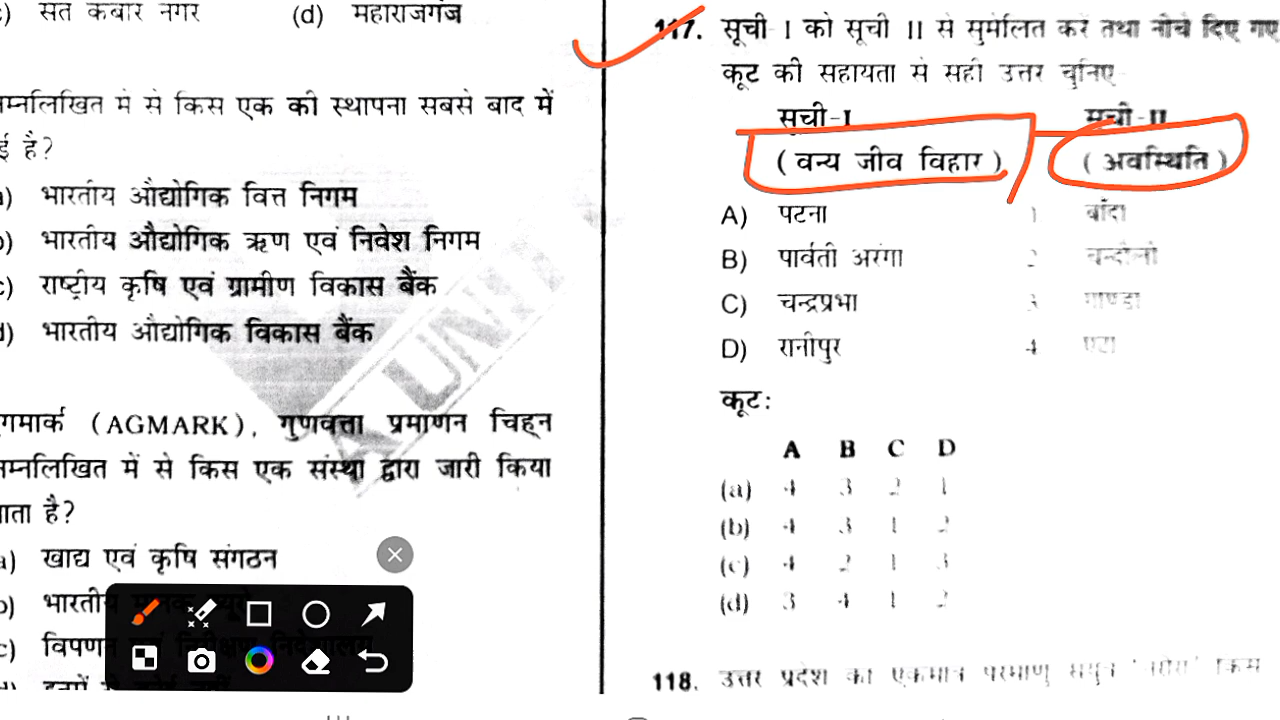 ) संत कबीर नगर
(d) महाराजगंज
म्नलिखित में से किस एक की स्थापना सबसे बाद में
ई है?
भारतीय औद्योगिक वित्त निगम
भारतीय औद्योगिक ऋण एवं निवेश निगम
राष्ट्रीय कृषि एवं ग्रामीण विकास बैंक
भारतीय औद्योगिक विकास बैंक
गमार्क (AGMARK), गुणवत्ता प्रमाणन चिह्न
म्नलिखित में से किस एक संस्था द्वारा जारी किया
ाता है?
खाद्य एवं कृषि संगठन
भारतीय
विपणन
117. सूची I को सूची II से सुमेलित करें तथा नीचे दिए गए
कूट की सहायता से सही उत्तर चुनिए
सूची-I सूची-II
(वन्य जीव विहार) (अवस्थिति)
A) पटना 1 बाँदा
B) पार्वती अरंगा 2 चन्दौली
C) चन्द्रप्रभा 3 गोण्डा
D) रानीपुर 4 एटा
कूट:
A B C D
(a) 4 3 2 1
(b) 4 3 1 2
(c) 4 2 1 3
(d) 3 4 1 2
118. उत्तर प्रदेश का एकमात्र परमाणु संयंत्र 'नरौरा' किस